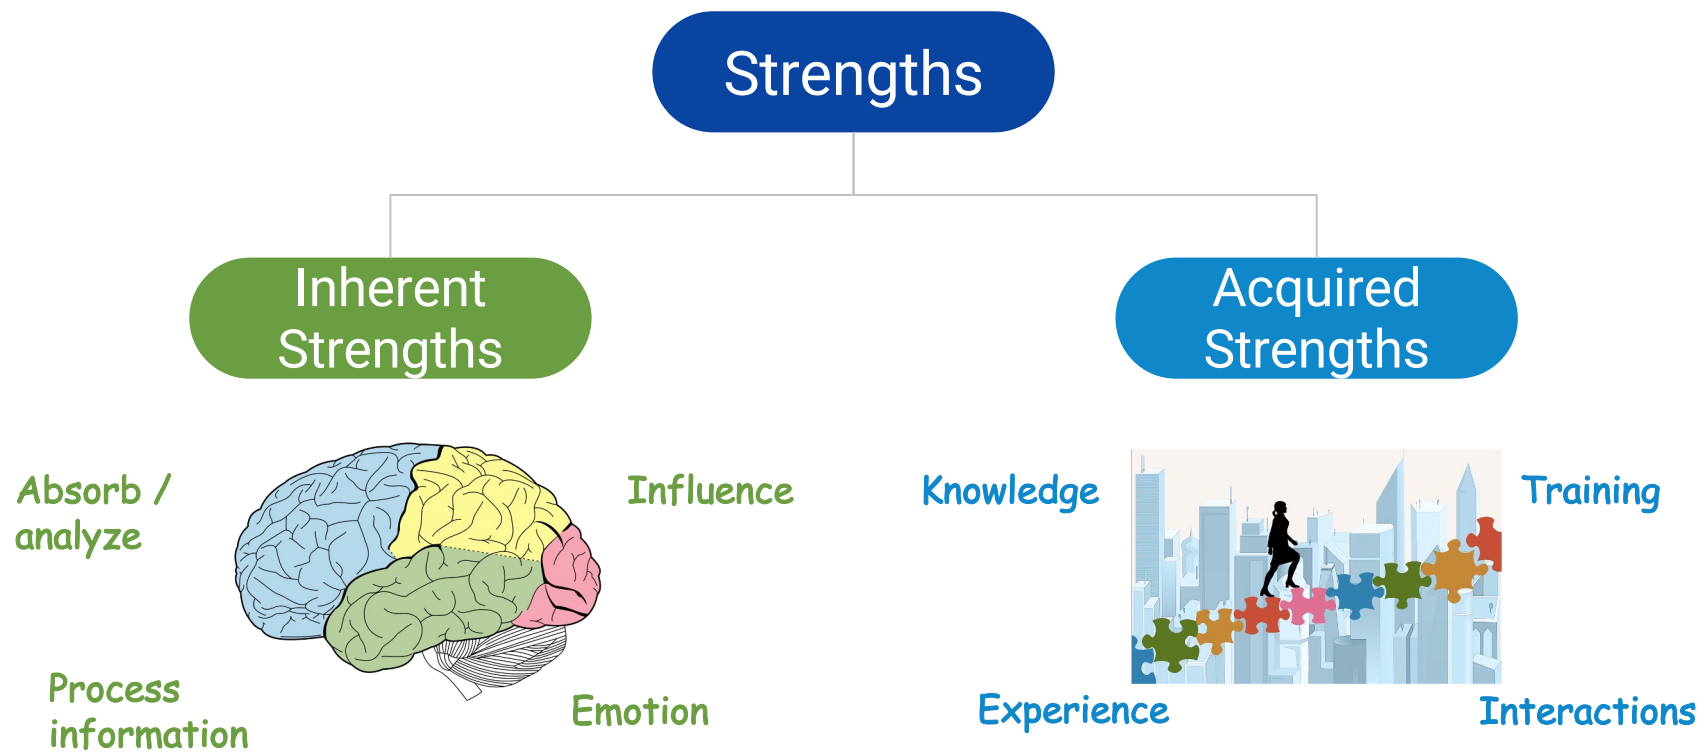 Strengths
Inherent
Strengths
Acquired
Strengths
Absorb /
analyze
Influence
Process
information
Emotion
Knowledge
Training
Experience
Interactions